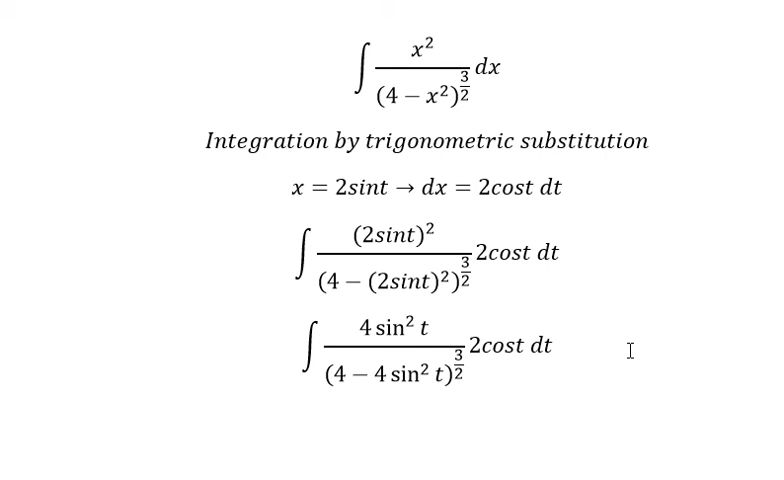 ∫ x²/(4 − x²)^(3/2) dx
Integration by trigonometric substitution
x = 2sint → dx = 2cost dt
∫ (2sint)²/(4 − (2sint)²)^(3/2) 2cost dt
∫ 4 sin² t/(4 − 4 sin² t)^(3/2) 2cost dt